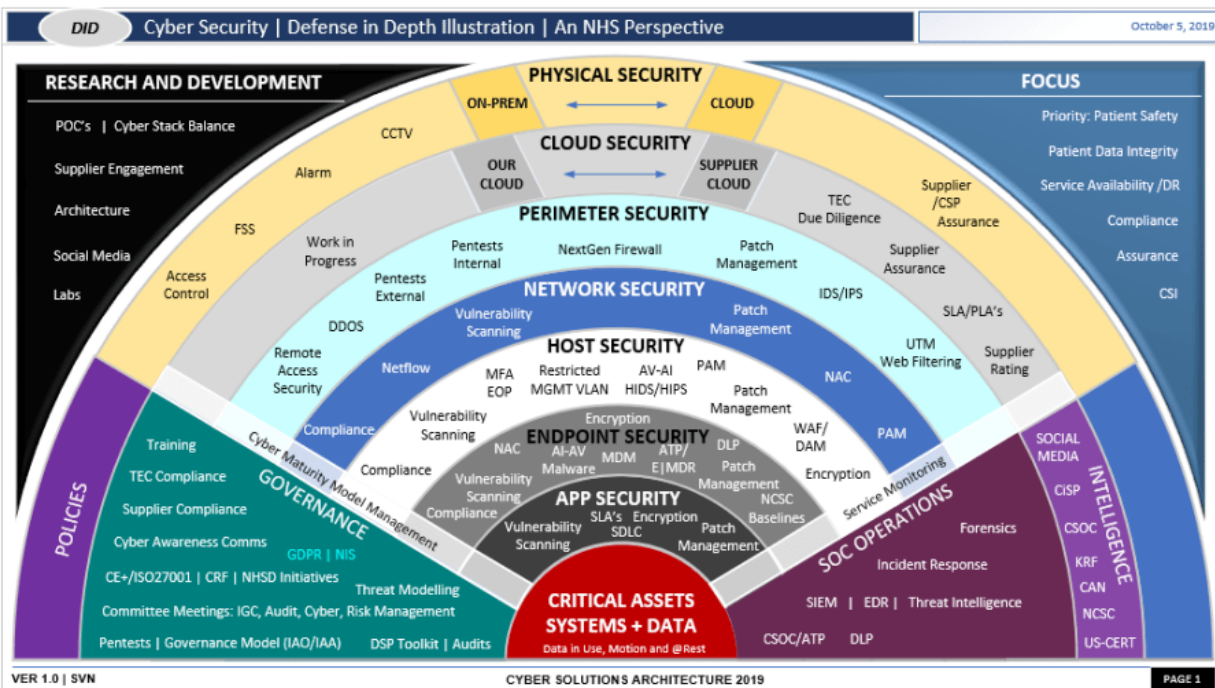 DID
Cyber Security | Defense in Depth Illustration | An NHS Perspective
October 5, 2019
RESEARCH AND DEVELOPMENT
POC's | Cyber Stack Balance
Supplier Engagement
Architecture
Social Media
Labs
FOCUS
Priority: Patient Safety
Patient Data Integrity
Service Availability /DR
Compliance
Assurance
CSI
PHYSICAL SECURITY
ON-PREM
CLOUD
CCTV
Alarm
FSS
Access
Control
Supplier
/CSP
Assurance
CLOUD SECURITY
OUR
CLOUD
SUPPLIER
CLOUD
Work in
Progress
TEC
Due Diligence
Supplier
Assurance
SLA/PLA's
Supplier
Rating
PERIMETER SECURITY
Pentests
Internal
NextGen Firewall
Patch
Management
Pentests
External
IDS/IPS
DDOS
UTM
Web Filtering
Remote
Access
Security
NETWORK SECURITY
Vulnerability
Scanning
Patch
Management
Netflow
NAC
Compliance
PAM
HOST SECURITY
MFA
EOP
Restricted
MGMT VLAN
AV-AI
HIDS/HIPS
PAM
Patch
Management
Vulnerability
Scanning
WAF/
DAM
Compliance
Encryption
Encryption
ENDPOINT SECURITY
NAC
AI-AV
Malware
MDM
ATP/
E|MDR
DLP
Patch
Management
Vulnerability
Scanning
NCSC
Baselines
Compliance
APP SECURITY
SLA's
Encryption
SDLC
Vulnerability
Scanning
Patch
Management
CRITICAL ASSETS
SYSTEMS + DATA
Data in Use, Motion and @Rest
Cyber Maturity Model Management
Service Monitoring
POLICIES
GOVERNANCE
Training
TEC Compliance
Supplier Compliance
Cyber Awareness Comms
GDPR | NIS
CE+/ISO27001 | CRF | NHSD Initiatives
Threat Modelling
Committee Meetings: IGC, Audit, Cyber, Risk Management
Pentests | Governance Model (IAO/IAA)
DSP Toolkit | Audits
SOC OPERATIONS
Forensics
Incident Response
SIEM | EDR | Threat Intelligence
CSOC/ATP
DLP
INTELLIGENCE
SOCIAL
MEDIA
CiSP
CSOC
KRF
CAN
NCSC
US-CERT
VER 1.0 | SVN
CYBER SOLUTIONS ARCHITECTURE 2019
PAGE 1